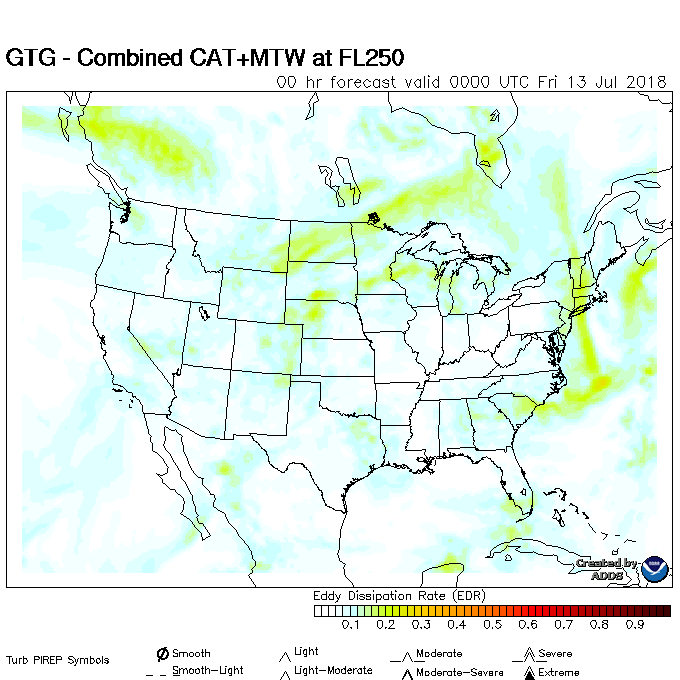 GTG - Combined CAT+MTW at FL250
00 hr forecast valid 0000 UTC Fri 13 Jul 2018
Created by
ADDS
Eddy Dissipation Rate (EDR)
0.1 0.2 0.3 0.4 0.5 0.6 0.7 0.8 0.9
Turb PIREP Symbols
Smooth Light Moderate Severe
Smooth-Light Light-Moderate Moderate-Severe Extreme